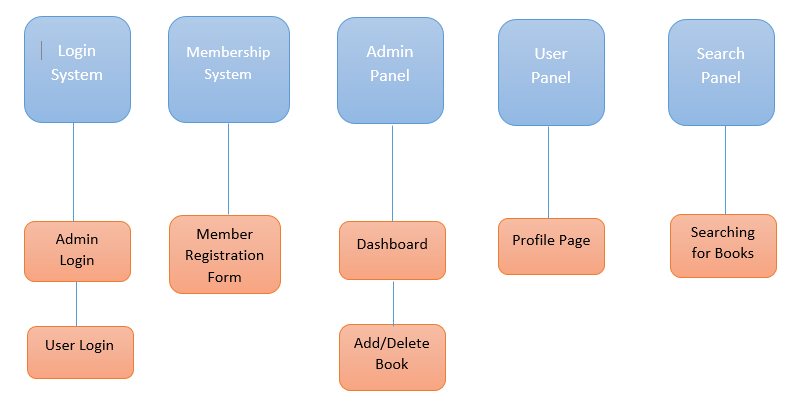 Login
System
Membership
System
Admin
Panel
User
Panel
Search
Panel
Admin
Login
Member
Registration
Form
Dashboard
Profile Page
Searching
for Books
User Login
Add/Delete
Book